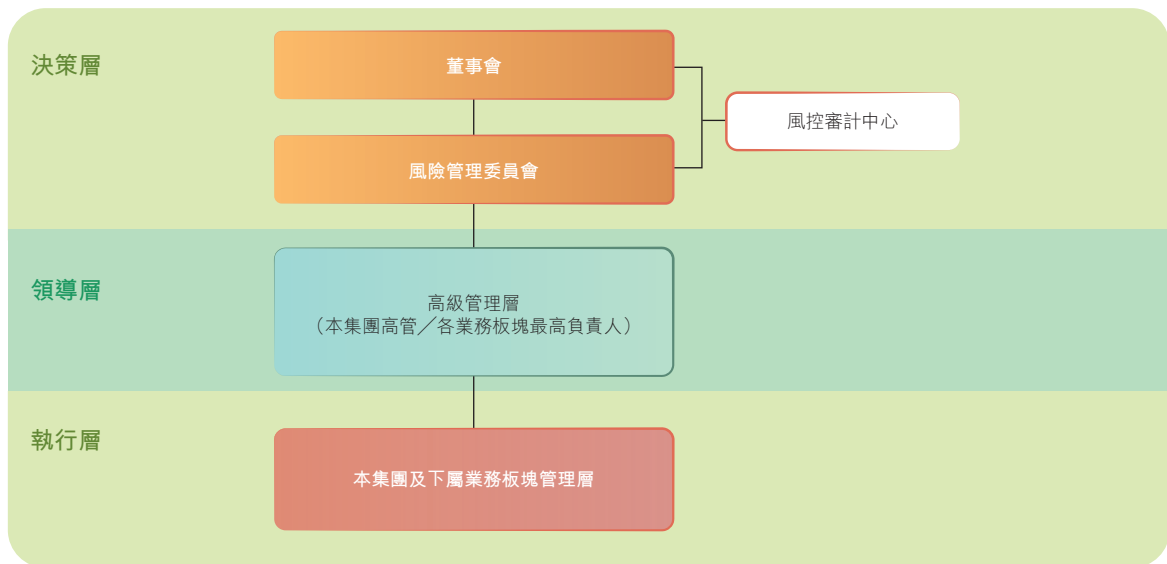 決策層
董事會
風控審計中心
風險管理委員會
領導層
高級管理層
（本集團高管／各業務板塊最高負責人）
執行層
本集團及下屬業務板塊管理層